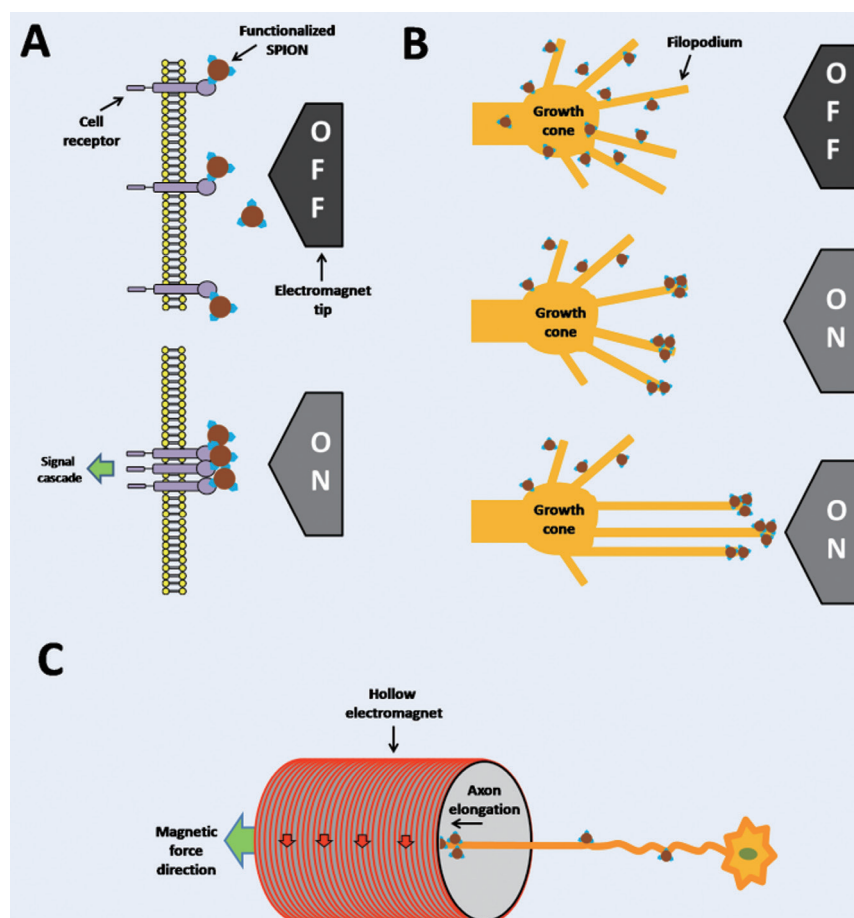 A
Functionalized
SPION
Cell
receptor
O
F
F
Electromagnet
tip
Signal
cascade
O
N
B
Filopodium
Growth
cone
O
F
F
Growth
cone
O
N
Growth
cone
O
N
C
Hollow
electromagnet
Axon
elongation
Magnetic
force
direction